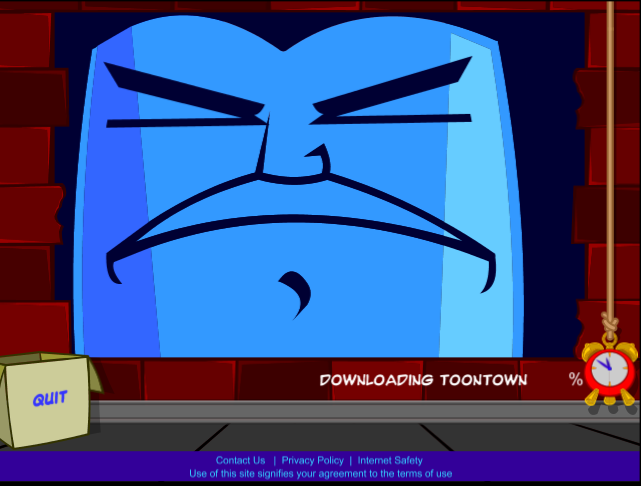 DOWNLOADING TOONTOWN %
QUIT
Contact Us | Privacy Policy | Internet Safety
Use of this site signifies your agreement to the terms of use